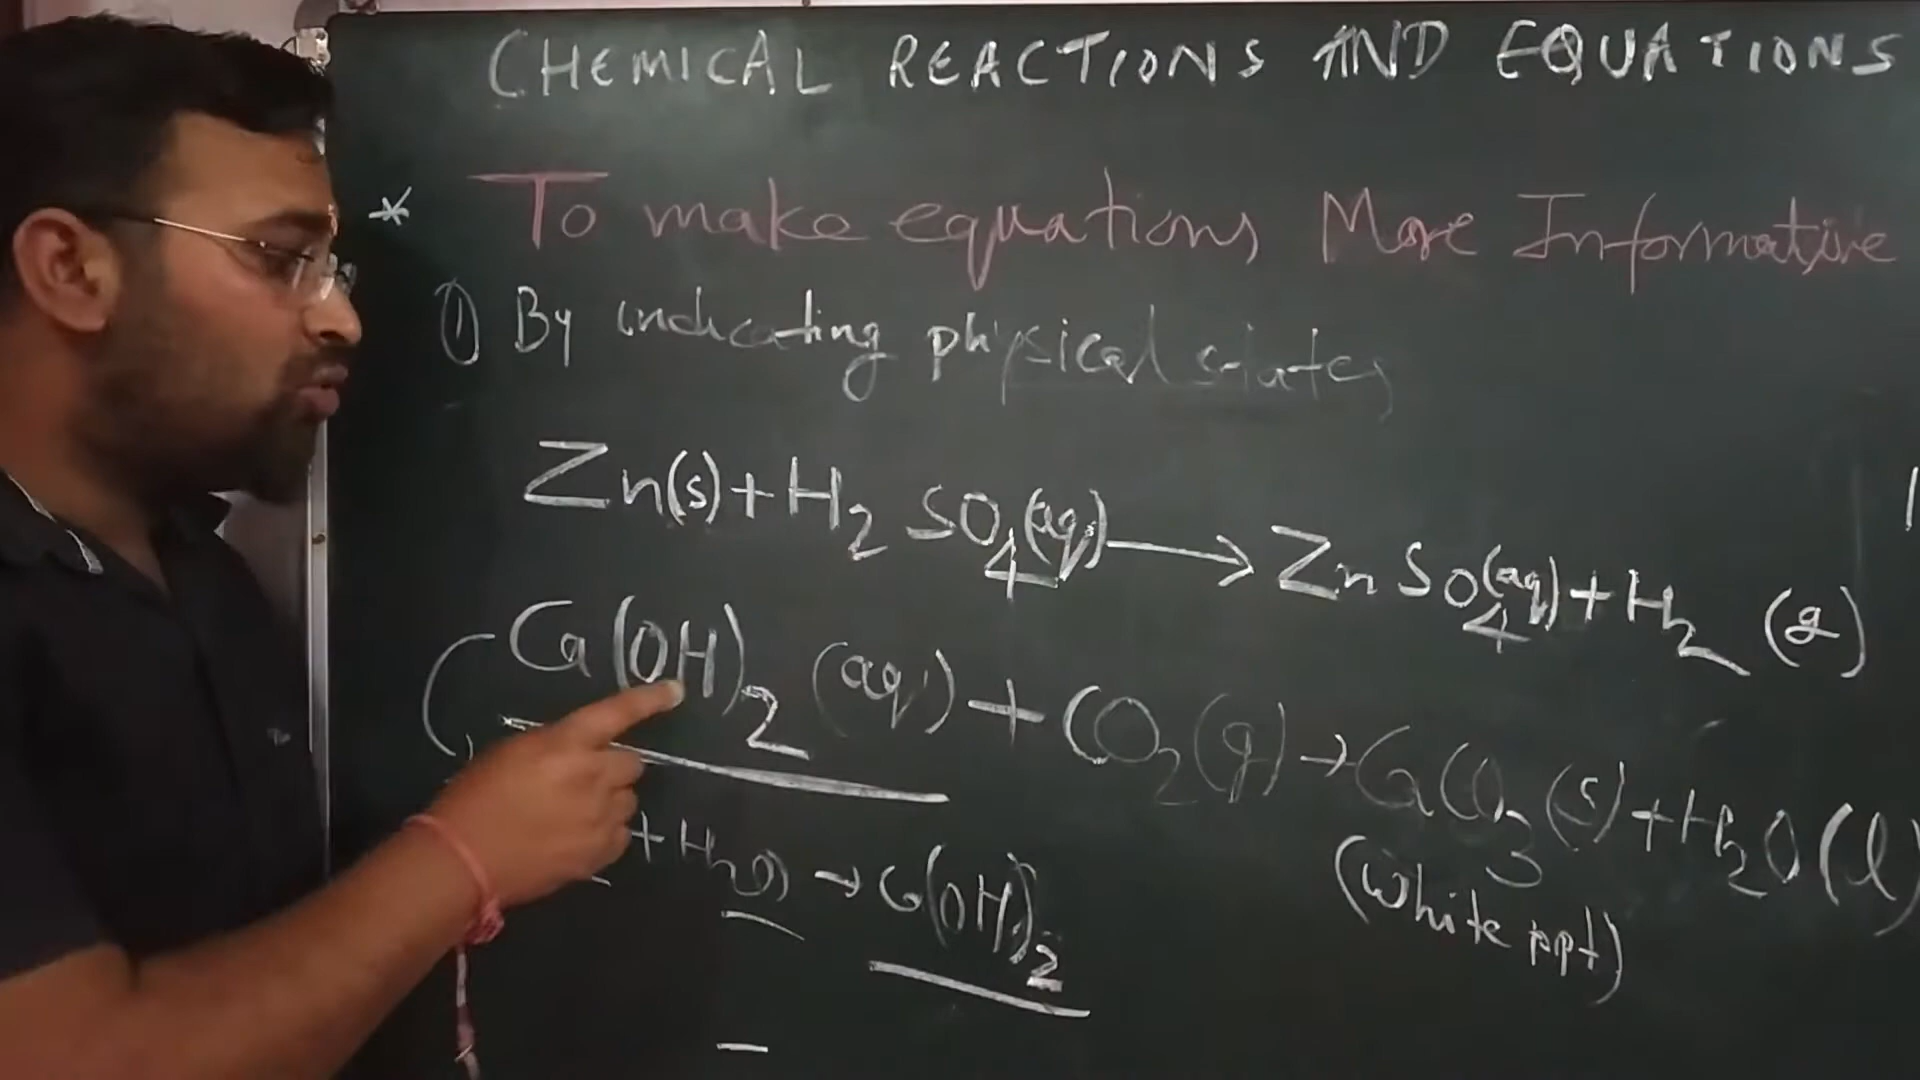 CHEMICAL REACTIONS AND EQUATIONS
* To make equations More Informative
① By indicating physical states
Zn(s) + H₂SO₄(aq) → ZnSO₄(aq) + H₂ (g)
Ca(OH)₂ (aq) + CO₂(g) → CaCO₃(s) + H₂O(l)
(White ppt)
+ H₂O → Ca(OH)₂